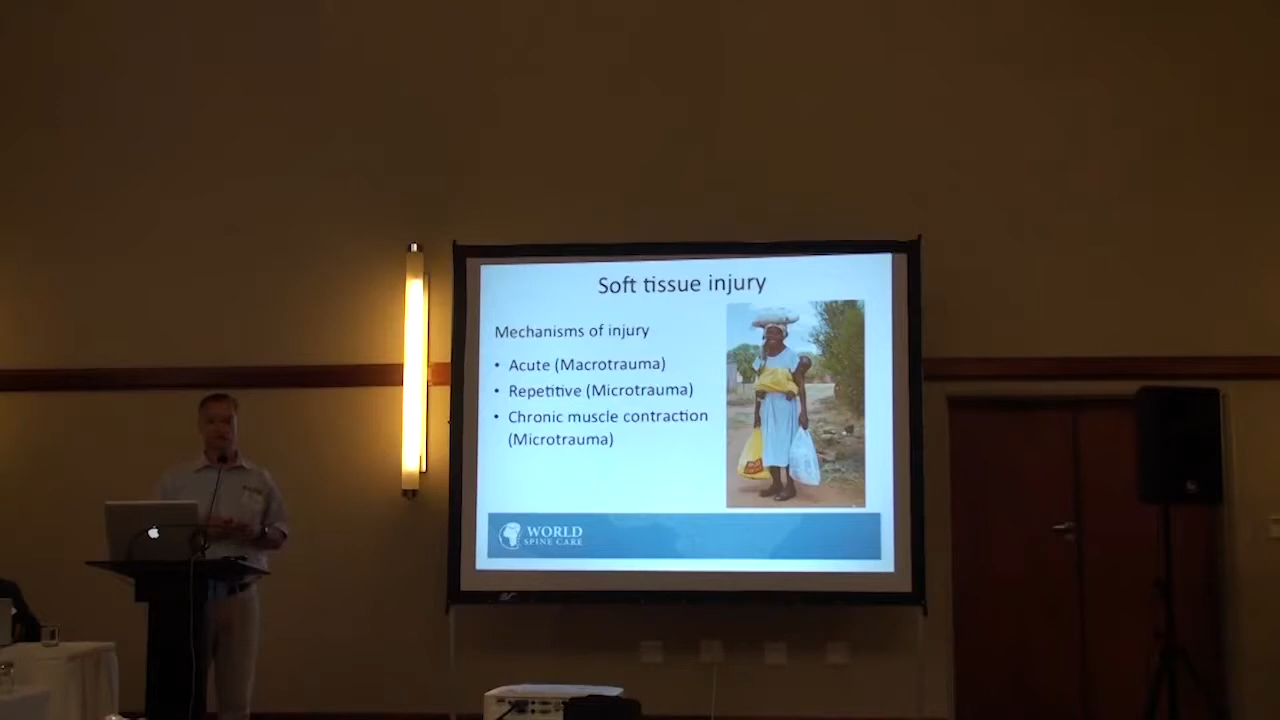 Soft tissue injury
Mechanisms of injury
• Acute (Macrotrauma)
• Repetitive (Microtrauma)
• Chronic muscle contraction
(Microtrauma)
WORLD
SPINE CARE